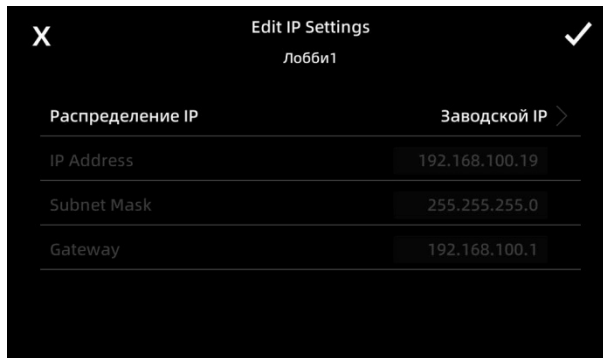 X
Edit IP Settings
Лобби1
Распределение IP Заводской IP
IP Address 192.168.100.19
Subnet Mask 255.255.255.0
Gateway 192.168.100.1